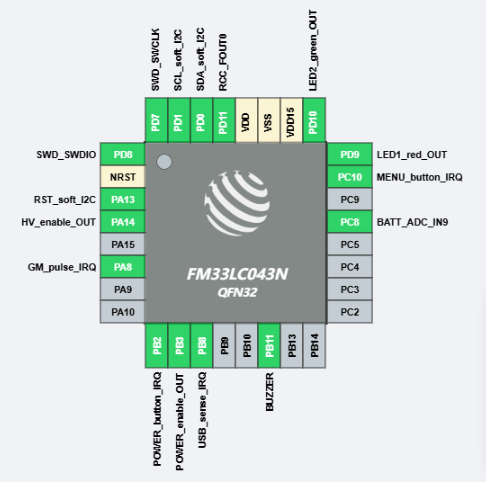 SWD_SWCLK
SCL_soft_I2C
SDA_soft_I2C
RCC_FOUT0
LED2_green_OUT
PD7
PD1
PD0
PD11
VDD
VSS
VDD15
PD10
SWD_SWDIO PD8
NRST
RST_soft_I2C PA13
HV_enable_OUT PA14
PA15
GM_pulse_IRQ PA8
PA9
PA10
FM33LC043N
QFN32
PD9 LED1_red_OUT
PC10 MENU_button_IRQ
PC9
PC8 BATT_ADC_IN9
PC5
PC4
PC3
PC2
PB2
PB3
PB8
PB9
PB10
PB11
PB13
PB14
POWER_button_IRQ
POWER_enable_OUT
USB_sense_IRQ
BUZZER